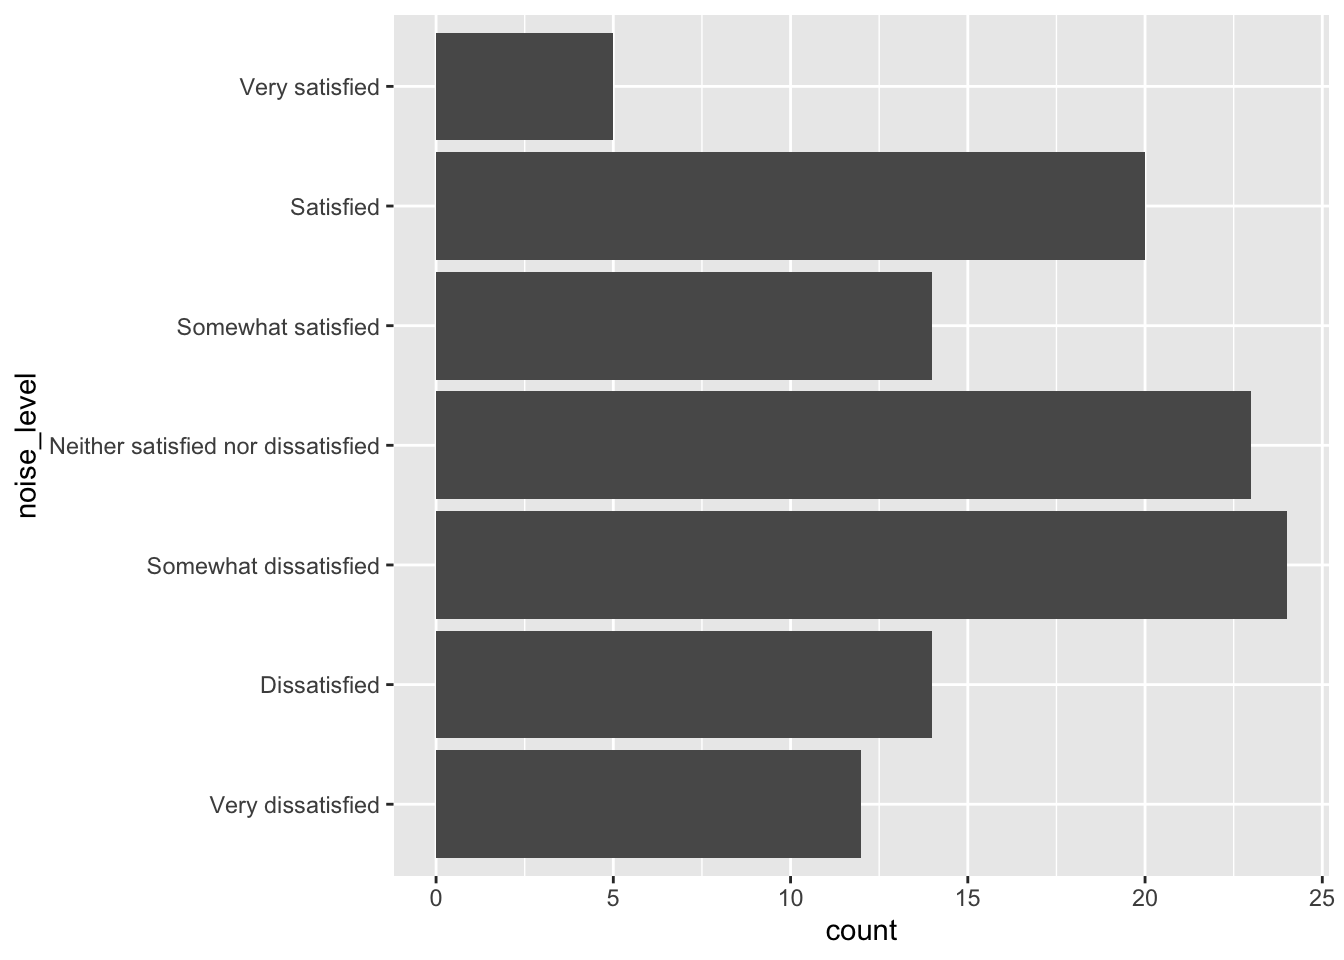 Very satisfied
Satisfied
Somewhat satisfied
Neither satisfied nor dissatisfied
Somewhat dissatisfied
Dissatisfied
Very dissatisfied
noise_level
0 5 10 15 20 25
count